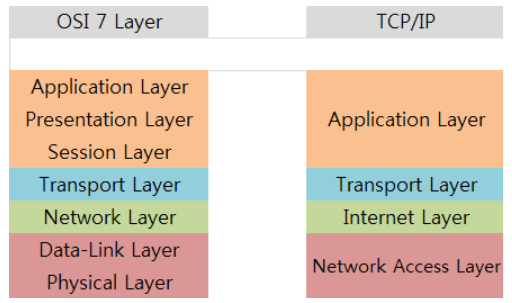 OSI 7 Layer
TCP/IP
Application Layer
Presentation Layer
Session Layer
Transport Layer
Network Layer
Data-Link Layer
Physical Layer
Application Layer
Transport Layer
Internet Layer
Network Access Layer